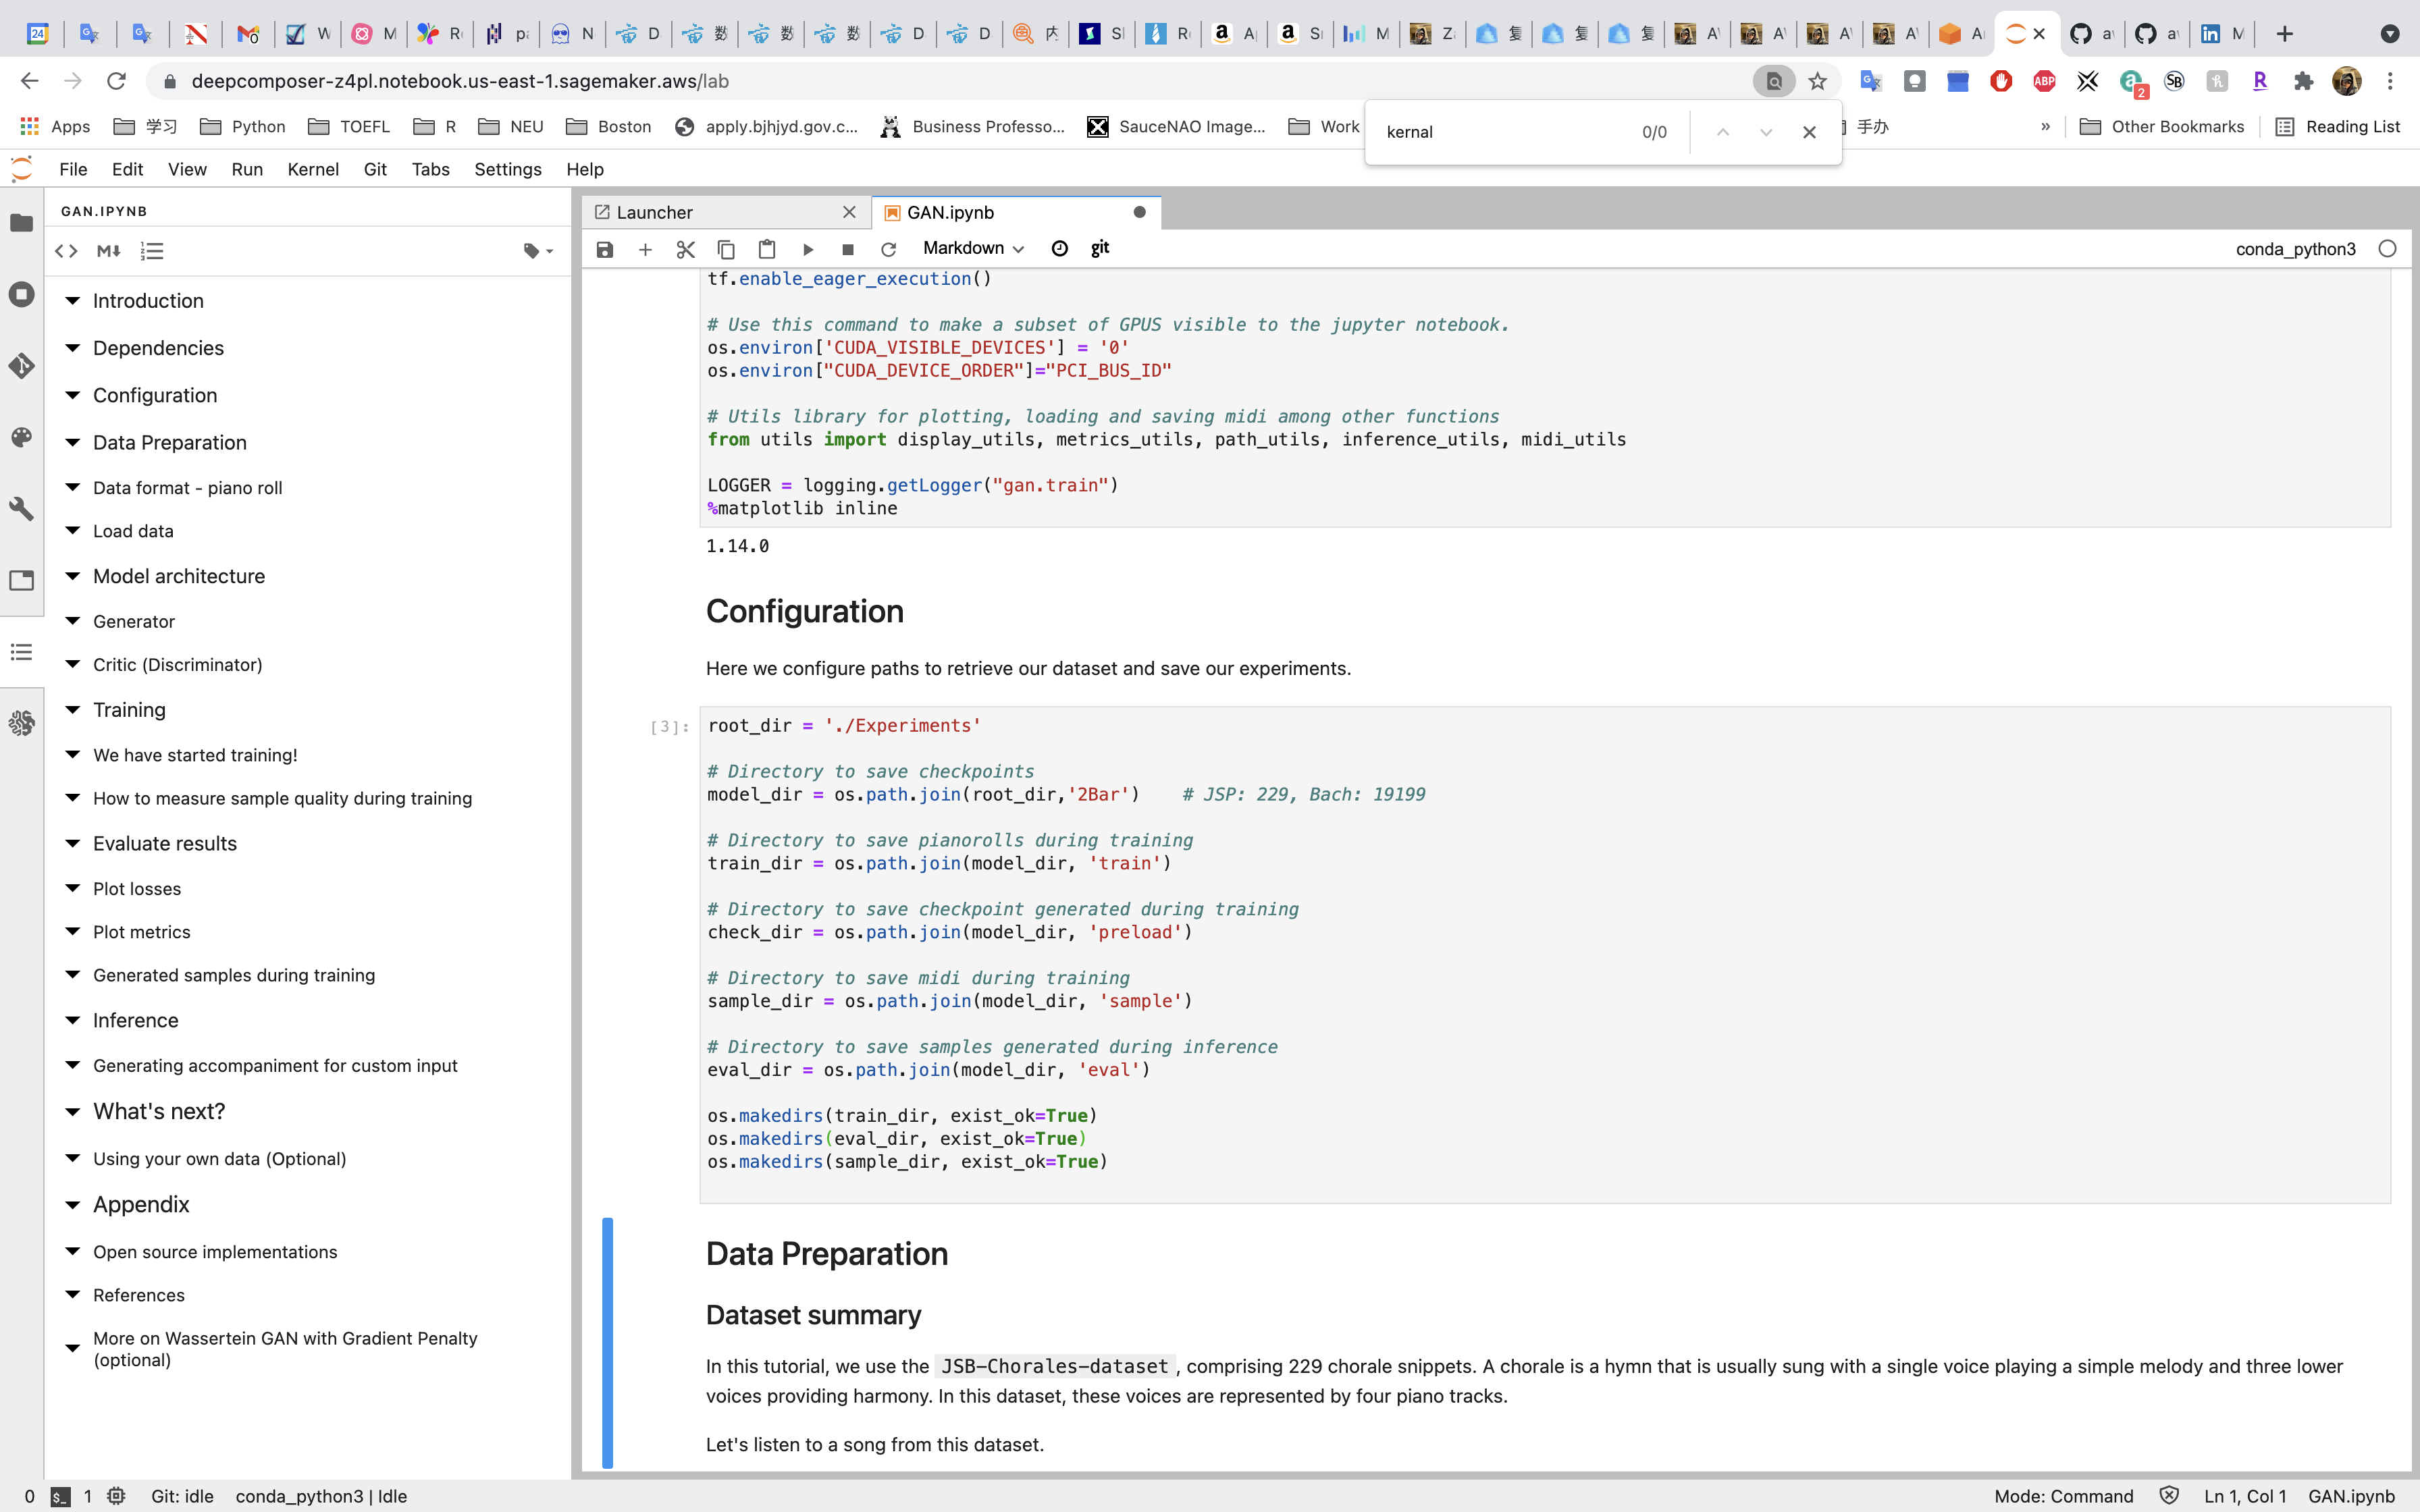 24 W M R p N D 数 数 数 D D 内 Sl R A Si M Z 复 复 复 A\ A\ A\ A\ A a a M
deepcomposer-z4pl.notebook.us-east-1.sagemaker.aws/lab
ABP 2 SB R
Apps 学习 Python TOEFL R NEU Boston apply.bjhjyd.gov.c... Business Professo... SauceNAO Image... Work 手办 » Other Bookmarks Reading List
kernal 0/0
File Edit View Run Kernel Git Tabs Settings Help
GAN.IPYNB
Introduction
Dependencies
Configuration
Data Preparation
Data format - piano roll
Load data
Model architecture
Generator
Critic (Discriminator)
Training
We have started training!
How to measure sample quality during training
Evaluate results
Plot losses
Plot metrics
Generated samples during training
Inference
Generating accompaniment for custom input
What's next?
Using your own data (Optional)
Appendix
Open source implementations
References
More on Wassertein GAN with Gradient Penalty
(optional)
Launcher GAN.ipynb
Markdown git conda_python3
tf.enable_eager_execution()
# Use this command to make a subset of GPUS visible to the jupyter notebook.
os.environ['CUDA_VISIBLE_DEVICES'] = '0'
os.environ["CUDA_DEVICE_ORDER"]="PCI_BUS_ID"
# Utils library for plotting, loading and saving midi among other functions
from utils import display_utils, metrics_utils, path_utils, inference_utils, midi_utils
LOGGER = logging.getLogger("gan.train")
%matplotlib inline
1.14.0
Configuration
Here we configure paths to retrieve our dataset and save our experiments.
[3]: root_dir = './Experiments'
# Directory to save checkpoints
model_dir = os.path.join(root_dir,'2Bar')    # JSP: 229, Bach: 19199
# Directory to save pianorolls during training
train_dir = os.path.join(model_dir, 'train')
# Directory to save checkpoint generated during training
check_dir = os.path.join(model_dir, 'preload')
# Directory to save midi during training
sample_dir = os.path.join(model_dir, 'sample')
# Directory to save samples generated during inference
eval_dir = os.path.join(model_dir, 'eval')
os.makedirs(train_dir, exist_ok=True)
os.makedirs(eval_dir, exist_ok=True)
os.makedirs(sample_dir, exist_ok=True)
Data Preparation
Dataset summary
In this tutorial, we use the JSB-Chorales-dataset, comprising 229 chorale snippets. A chorale is a hymn that is usually sung with a single voice playing a simple melody and three lower
voices providing harmony. In this dataset, these voices are represented by four piano tracks.
Let's listen to a song from this dataset.
0 $_ 1 Git: idle conda_python3 | Idle Mode: Command Ln 1, Col 1 GAN.ipynb